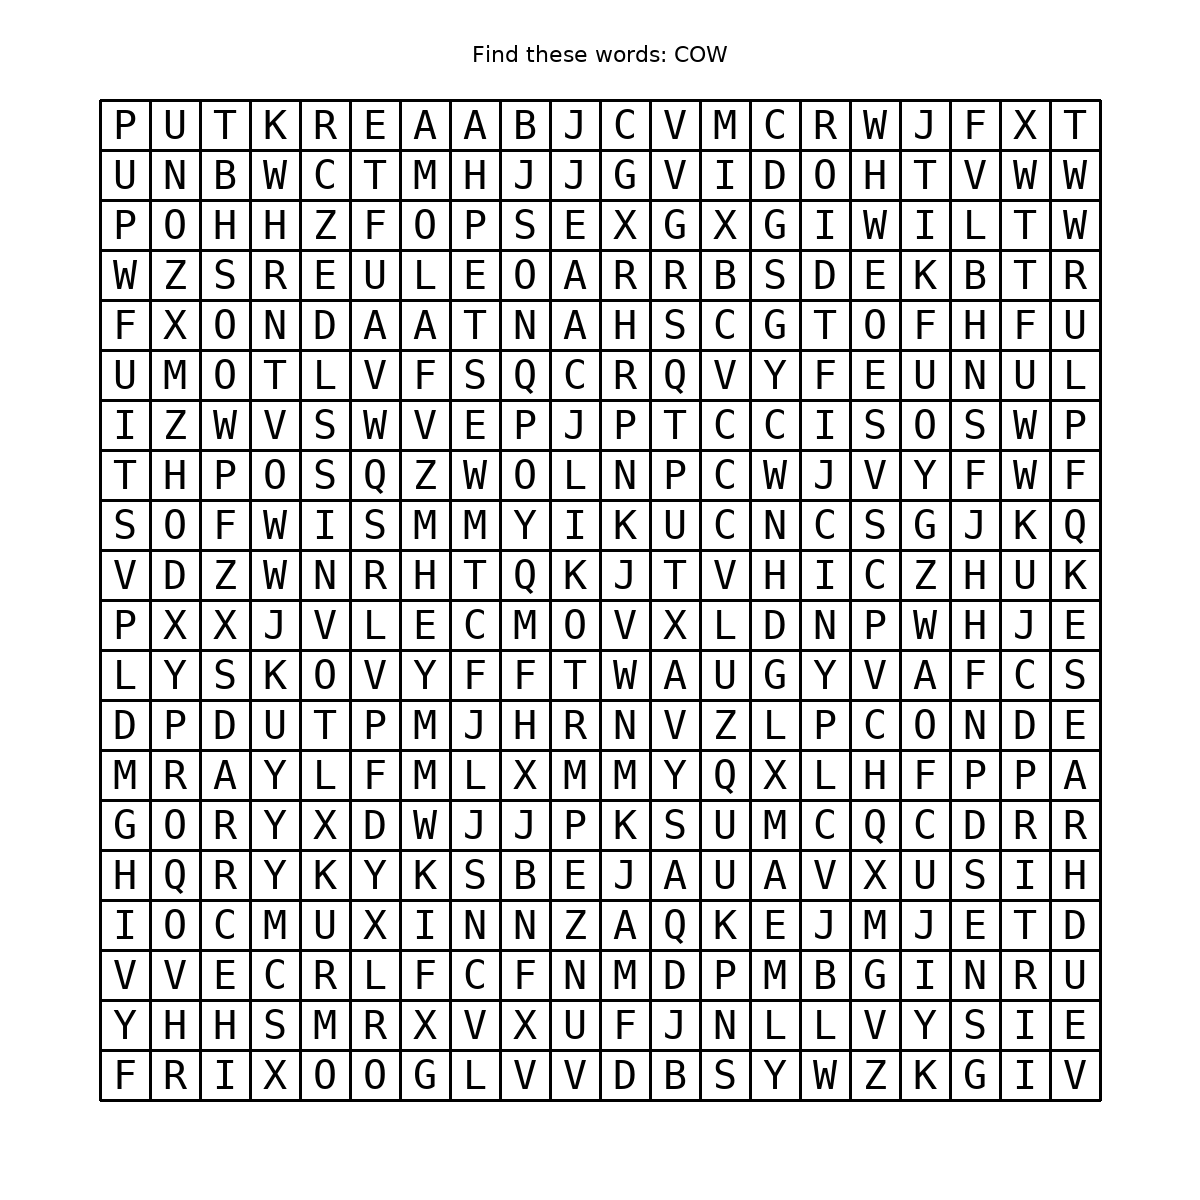 Find these words: COW
P U T K R E A A B J C V M C R W J F X T
U N B W C T M H J J G V I D O H T V W W
P O H H Z F O P S E X G X G I W I L T W
W Z S R E U L E O A R R B S D E K B T R
F X O N D A A T N A H S C G T O F H F U
U M O T L V F S Q C R Q V Y F E U N U L
I Z W V S W V E P J P T C C I S O S W P
T H P O S Q Z W O L N P C W J V Y F W F
S O F W I S M M Y I K U C N C S G J K Q
V D Z W N R H T Q K J T V H I C Z H U K
P X X J V L E C M O V X L D N P W H J E
L Y S K O V Y F F T W A U G Y V A F C S
D P D U T P M J H R N V Z L P C O N D E
M R A Y L F M L X M M Y Q X L H F P P A
G O R Y X D W J J P K S U M C Q C D R R
H Q R Y K Y K S B E J A U A V X U S I H
I O C M U X I N N Z A Q K E J M J E T D
V V E C R L F C F N M D P M B G I N R U
Y H H S M R X V X U F J N L L V Y S I E
F R I X O O G L V V D B S Y W Z K G I V